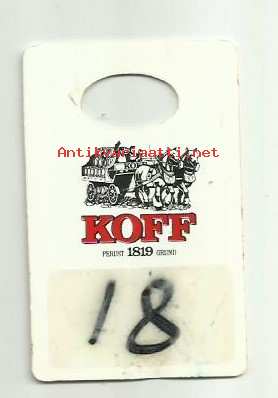 Antikvariaatti.net
KOFF
PERUST 1819 GRUND
18